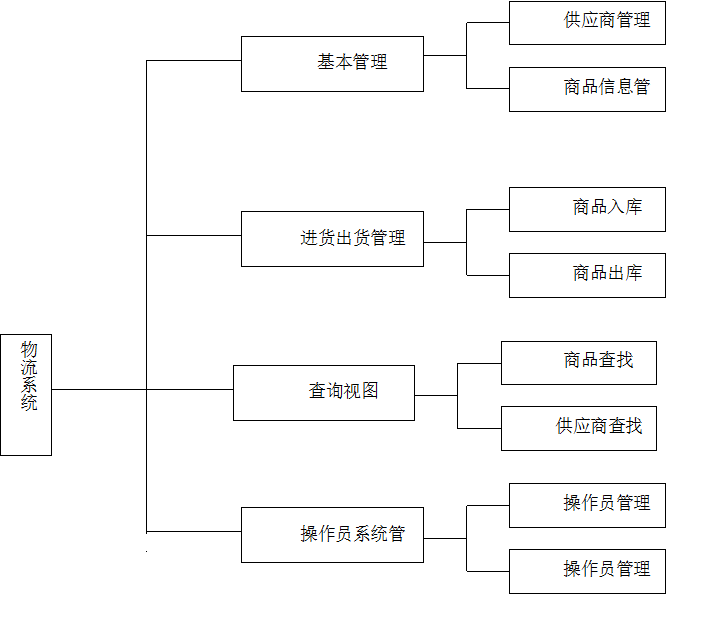 供应商管理
基本管理
商品信息管
商品入库
进货出货管理
商品出库
物流系统
商品查找
查询视图
供应商查找
操作员管理
操作员系统管
操作员管理